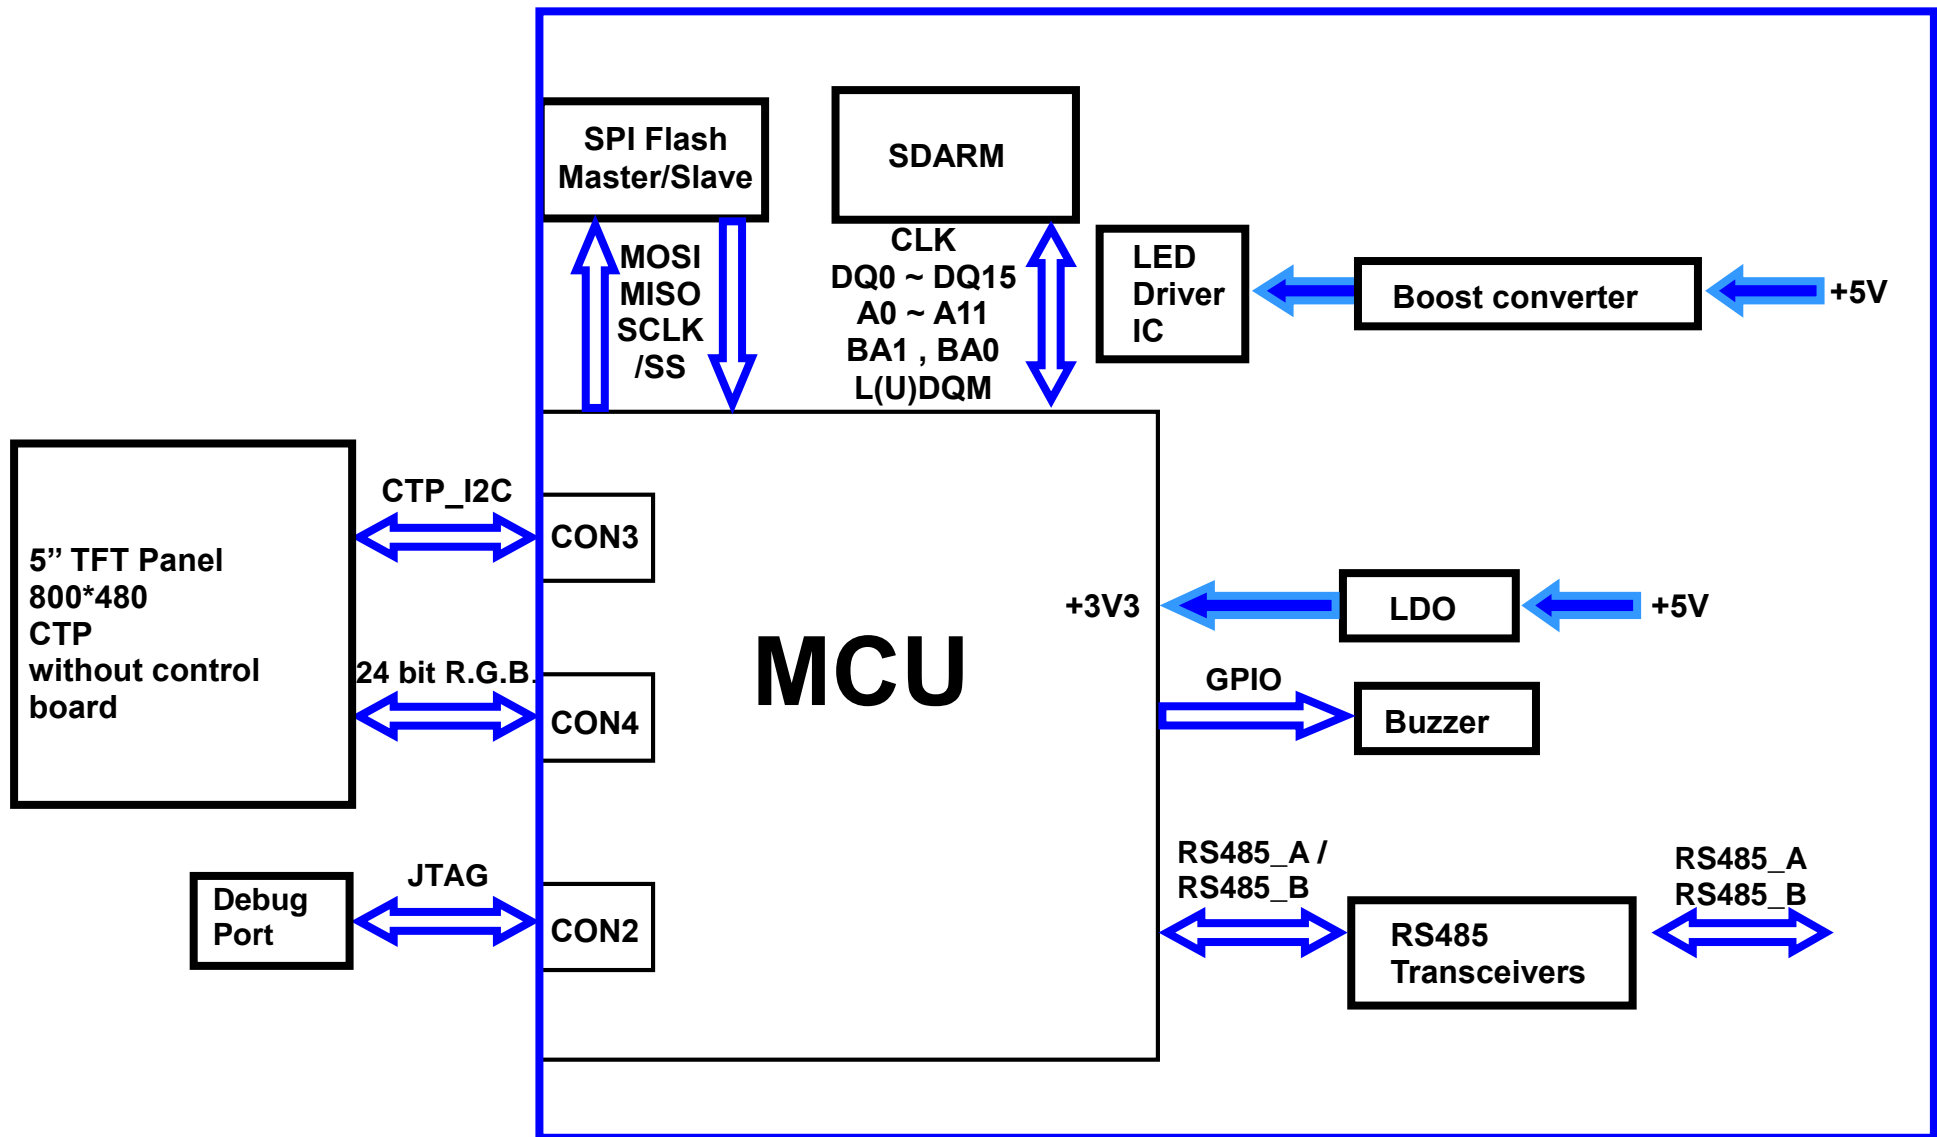 SPI Flash
Master/Slave
SDARM
MOSI
MISO
SCLK
/SS
CLK
DQ0 ~ DQ15
A0 ~ A11
BA1 , BA0
L(U)DQM
LED
Driver
IC
Boost converter
+5V
CTP_I2C
CON3
5’’ TFT Panel
800*480
CTP
without control
board
24 bit R.G.B.
CON4
MCU
+3V3
LDO
+5V
GPIO
Buzzer
JTAG
Debug
Port
CON2
RS485_A /
RS485_B
RS485
Transceivers
RS485_A
RS485_B